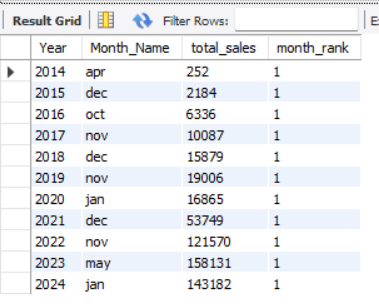 Result Grid Filter Rows: E
Year Month_Name total_sales month_rank
2014 apr 252 1
2015 dec 2184 1
2016 oct 6336 1
2017 nov 10087 1
2018 dec 15879 1
2019 nov 19006 1
2020 jan 16865 1
2021 dec 53749 1
2022 nov 121570 1
2023 may 158131 1
2024 jan 143182 1